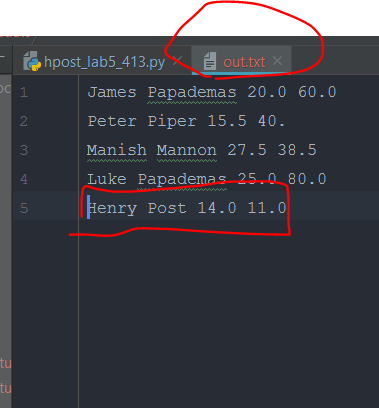 hpost_lab5_413.py out.txt
1 James Papademas 20.0 60.0
2 Peter Piper 15.5 40.
3 Manish Mannon 27.5 38.5
4 Luke Papademas 25.0 80.0
5 Henry Post 14.0 11.0